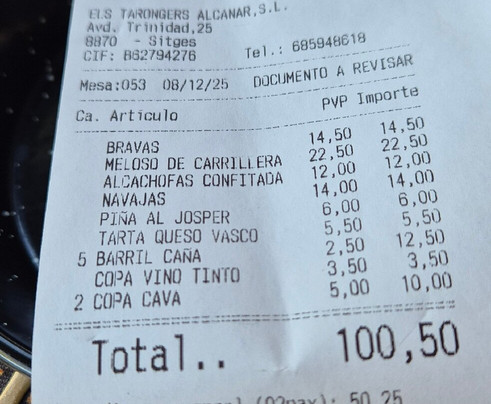 ELS TARONGERS ALCANAR,S.L.
Avd. Trinidad,25
8870 - Sitges
CIF: B62794276 Tel.: 685948618
Mesa:053 08/12/25 DOCUMENTO A REVISAR
Ca. Artículo PVP Importe
BRAVAS 14,50 14,50
MELOSO DE CARRILLERA 22,50 22,50
ALCACHOFAS CONFITADA 12,00 12,00
NAVAJAS 14,00 14,00
PIÑA AL JOSPER 6,00 6,00
TARTA QUESO VASCO 5,50 5,50
5 BARRIL CAÑA 2,50 12,50
COPA VINO TINTO 3,50 3,50
2 COPA CAVA 5,00 10,00
Total.. 100,50
(02pax): 50,25